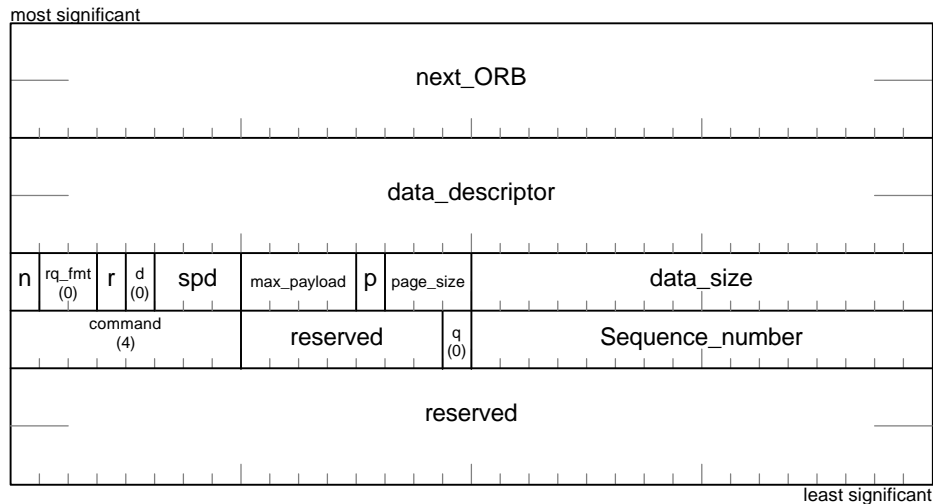 most significant
next_ORB
data_descriptor
n rq_fmt (0) r d (0) spd max_payload p page_size data_size
command (4) reserved q (0) Sequence_number
reserved
least significant